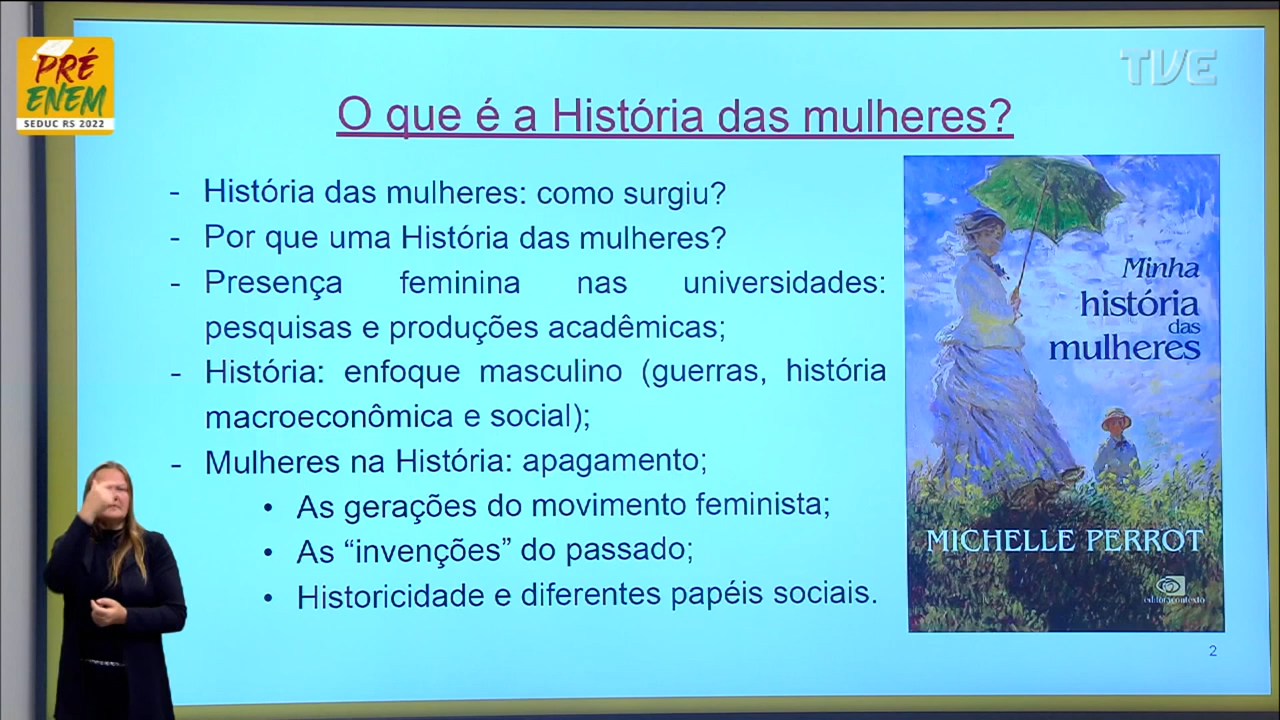 PRÉ
ENEM
SEDUC RS 2022
TVE
O que é a História das mulheres?
- História das mulheres: como surgiu?
- Por que uma História das mulheres?
- Presença feminina nas universidades:
pesquisas e produções acadêmicas;
- História: enfoque masculino (guerras, história
macroeconômica e social);
- Mulheres na História: apagamento;
• As gerações do movimento feminista;
• As “invenções” do passado;
• Historicidade e diferentes papéis sociais.
Minha
história
das
mulheres
MICHELLE PERROT
editoracontexto
2